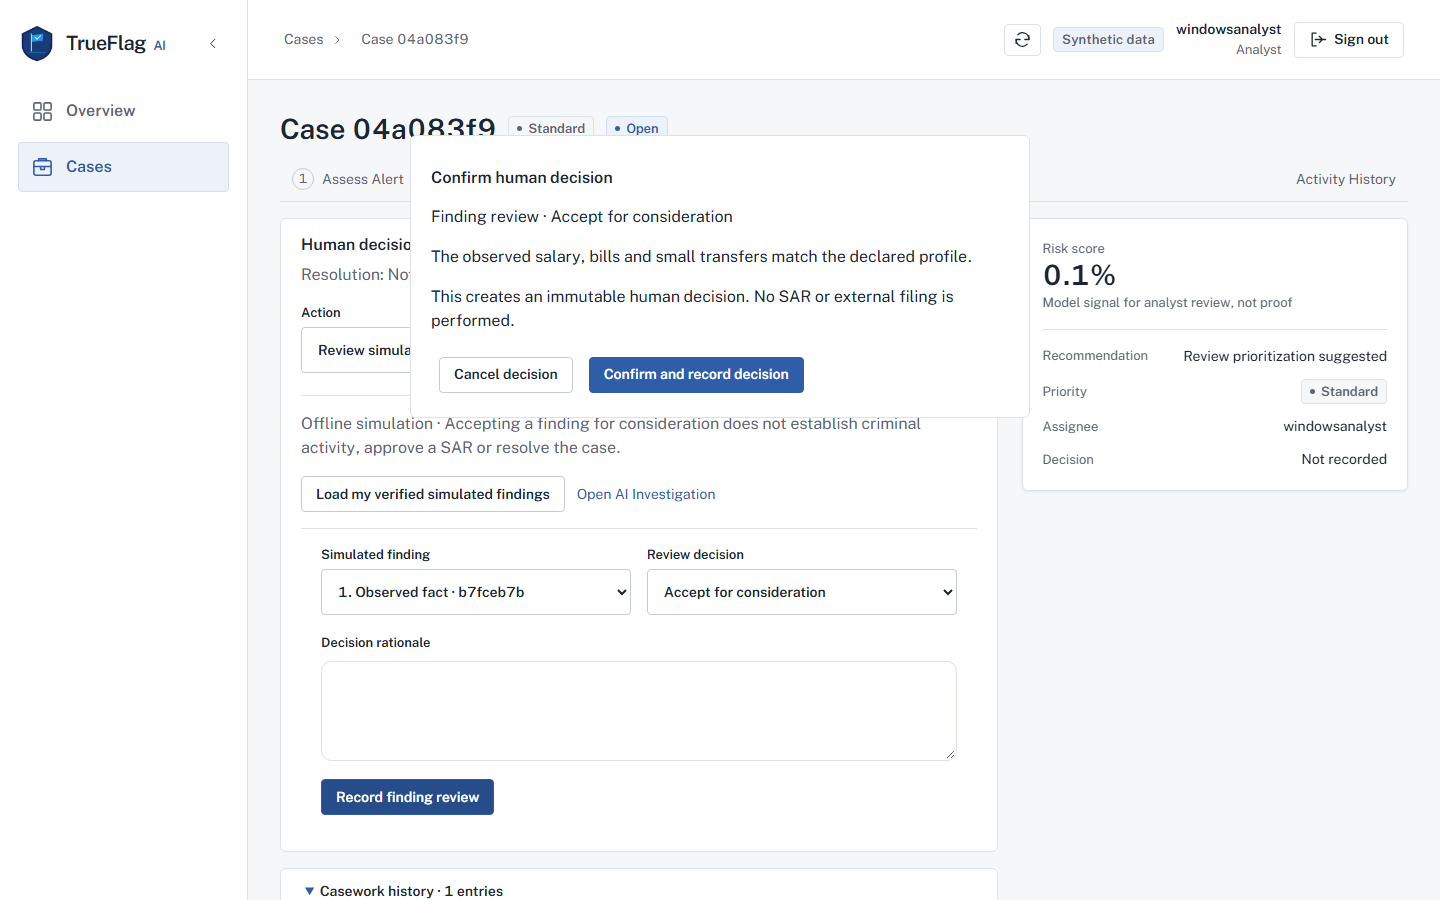 TrueFlag AI
Overview
Cases
Cases > Case 04a083f9
Synthetic data
windowsanalyst
Analyst
Sign out
Case 04a083f9
Standard
Open
1 Assess Alert
Activity History
Confirm human decision
Finding review · Accept for consideration
The observed salary, bills and small transfers match the declared profile.
This creates an immutable human decision. No SAR or external filing is
performed.
Cancel decision
Confirm and record decision
Human decisio
Resolution: No
Action
Review simula
Offline simulation · Accepting a finding for consideration does not establish criminal
activity, approve a SAR or resolve the case.
Load my verified simulated findings
Open AI Investigation
Simulated finding
1. Observed fact · b7fceb7b
Review decision
Accept for consideration
Decision rationale
Record finding review
Casework history · 1 entries
Risk score
0.1%
Model signal for analyst review, not proof
Recommendation Review prioritization suggested
Priority Standard
Assignee windowsanalyst
Decision Not recorded